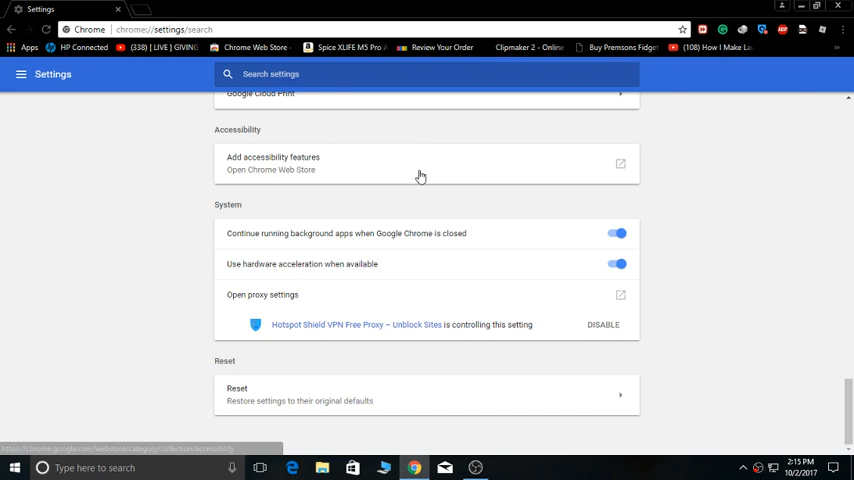 Settings
Chrome
chrome://settings/search
Apps
HP Connected
(338) [ LIVE ] GIVING
Chrome Web Store
Spice XLIFE M5 Pro
Review Your Order
Clipmaker 2 - Online
Buy Premsons Fidget
(108) How I Make La
»
Settings
Search settings
Google Cloud Print
Accessibility
Add accessibility features
Open Chrome Web Store
System
Continue running background apps when Google Chrome is closed
Use hardware acceleration when available
Open proxy settings
Hotspot Shield VPN Free Proxy – Unblock Sites is controlling this setting
DISABLE
Reset
Reset
Restore settings to their original defaults
https://chrome.google.com/webstore/category/collection/accessibility
Type here to search
2:15 PM
10/2/2017